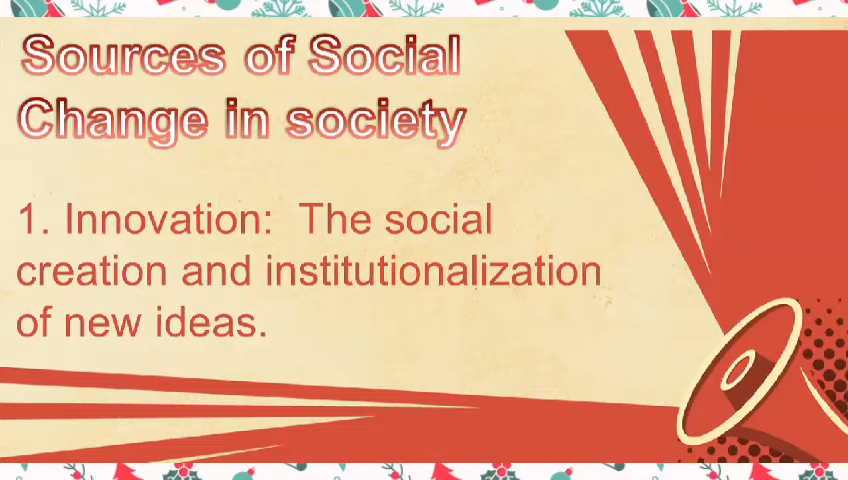 Sources of Social
Change in society
1. Innovation: The social
creation and institutionalization
of new ideas.